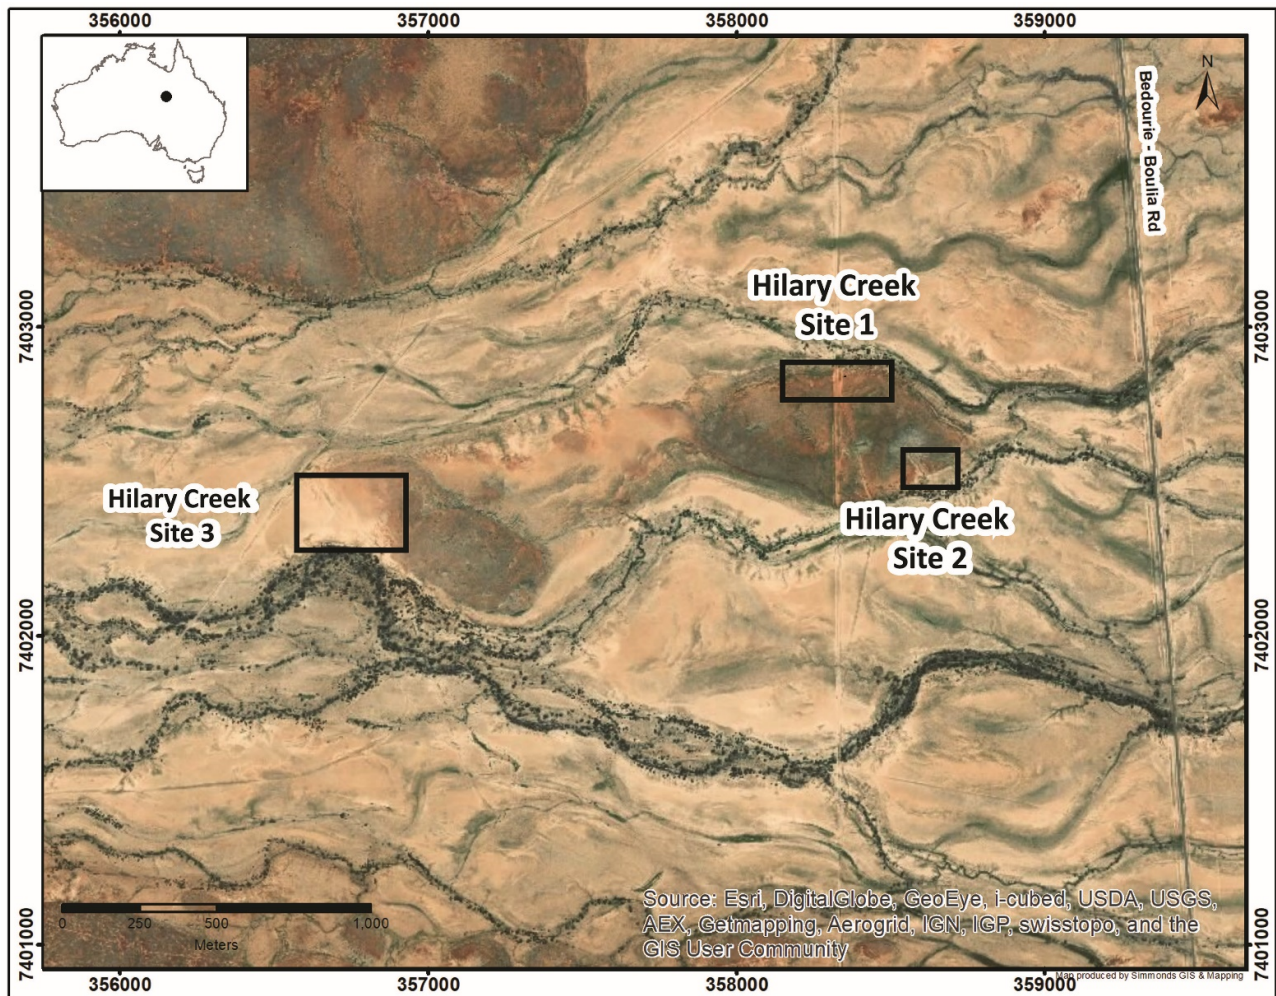 356000
357000
358000
359000
N
Bedourie - Boulia Rd
7403000
7403000
Hilary Creek
Site 1
Hilary Creek
Site 3
Hilary Creek
Site 2
7402000
7402000
Source: Esri, DigitalGlobe, GeoEye, i-cubed, USDA, USGS,
AEX, Getmapping, Aerogrid, IGN, IGP, swisstopo, and the
GIS User Community
0
250
500
1,000
Meters
7401000
7401000
Map produced by Simmonds GIS & Mapping
356000
357000
358000
359000